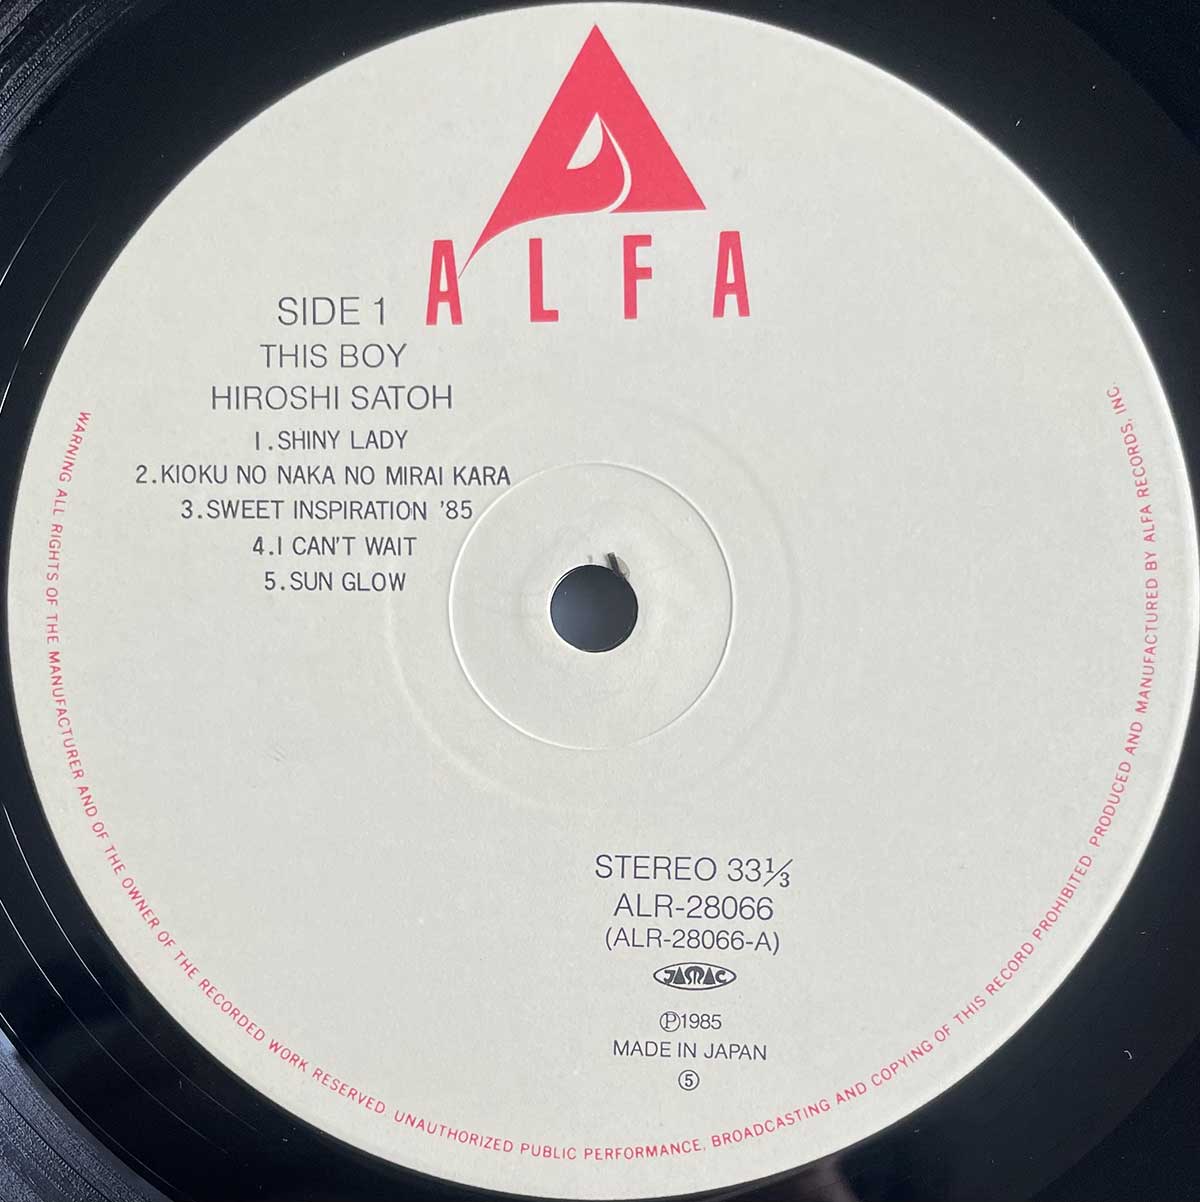 ALFA
SIDE 1
THIS BOY
HIROSHI SATOH
1.SHINY LADY
2.KIOKU NO NAKA NO MIRAI KARA
3.SWEET INSPIRATION '85
4.I CAN'T WAIT
5.SUN GLOW
STEREO 33⅓
ALR-28066
(ALR-28066-A)
JASRAC
Ⓟ1985
MADE IN JAPAN
⑤
WARNING ALL RIGHTS OF THE MANUFACTURER AND OF THE OWNER OF THE RECORDED WORK RESERVED. UNAUTHORIZED PUBLIC PERFORMANCE, BROADCASTING AND COPYING OF THIS RECORD PROHIBITED. PRODUCED AND MANUFACTURED BY ALFA RECORDS, INC.